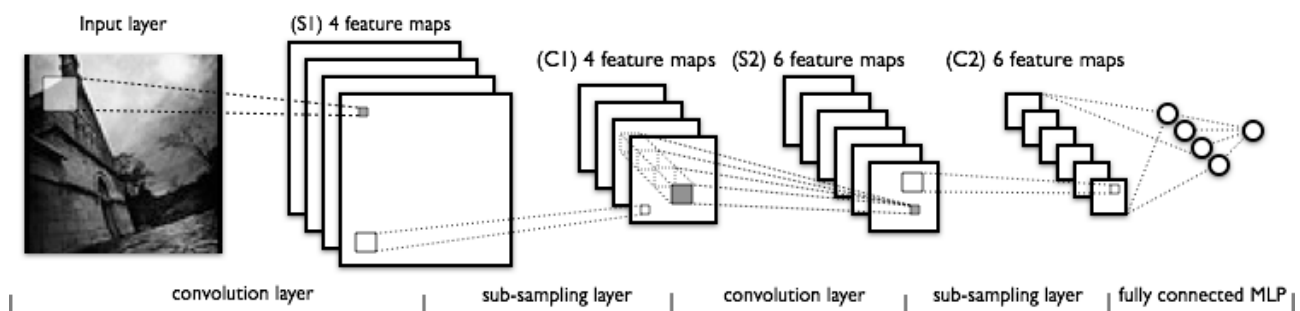 Input layer
(S1) 4 feature maps
(C1) 4 feature maps
(S2) 6 feature maps
(C2) 6 feature maps
convolution layer
sub-sampling layer
convolution layer
sub-sampling layer
fully connected MLP